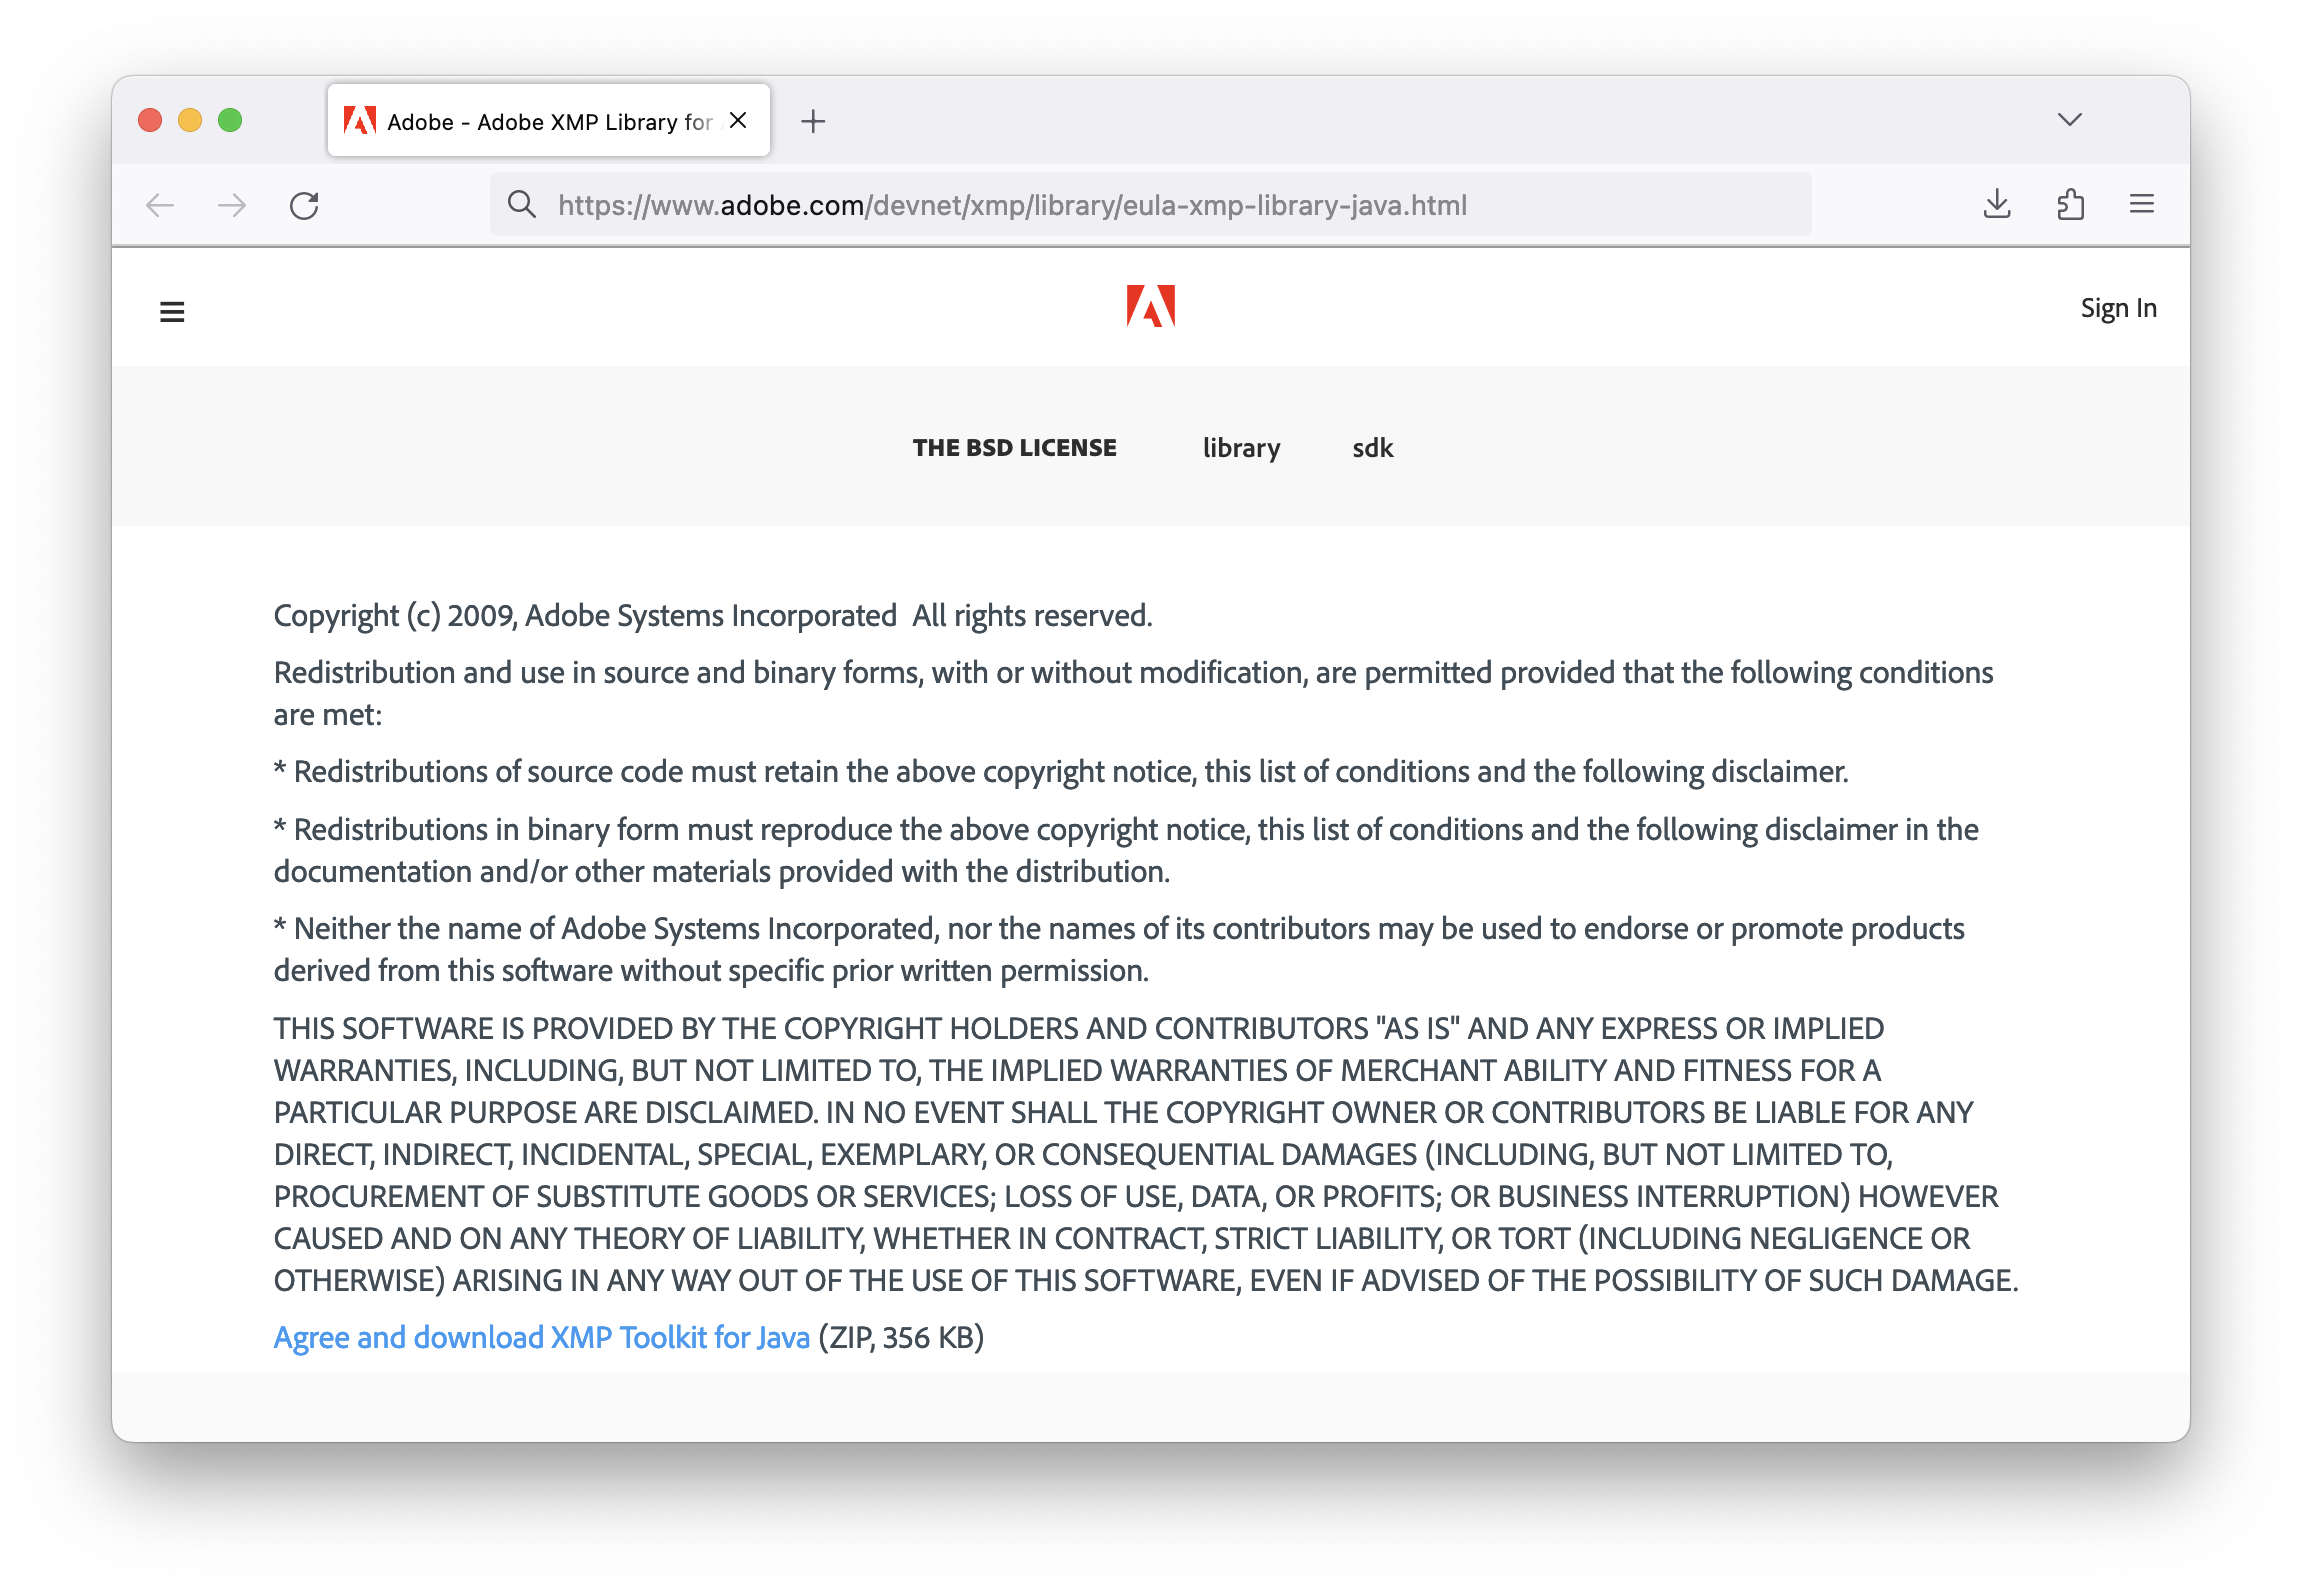 Adobe - Adobe XMP Library for
https://www.adobe.com/devnet/xmp/library/eula-xmp-library-java.html
Sign In
THE BSD LICENSE library sdk
Copyright (c) 2009, Adobe Systems Incorporated  All rights reserved.
Redistribution and use in source and binary forms, with or without modification, are permitted provided that the following conditions
are met:
* Redistributions of source code must retain the above copyright notice, this list of conditions and the following disclaimer.
* Redistributions in binary form must reproduce the above copyright notice, this list of conditions and the following disclaimer in the
documentation and/or other materials provided with the distribution.
* Neither the name of Adobe Systems Incorporated, nor the names of its contributors may be used to endorse or promote products
derived from this software without specific prior written permission.
THIS SOFTWARE IS PROVIDED BY THE COPYRIGHT HOLDERS AND CONTRIBUTORS "AS IS" AND ANY EXPRESS OR IMPLIED
WARRANTIES, INCLUDING, BUT NOT LIMITED TO, THE IMPLIED WARRANTIES OF MERCHANT ABILITY AND FITNESS FOR A
PARTICULAR PURPOSE ARE DISCLAIMED. IN NO EVENT SHALL THE COPYRIGHT OWNER OR CONTRIBUTORS BE LIABLE FOR ANY
DIRECT, INDIRECT, INCIDENTAL, SPECIAL, EXEMPLARY, OR CONSEQUENTIAL DAMAGES (INCLUDING, BUT NOT LIMITED TO,
PROCUREMENT OF SUBSTITUTE GOODS OR SERVICES; LOSS OF USE, DATA, OR PROFITS; OR BUSINESS INTERRUPTION) HOWEVER
CAUSED AND ON ANY THEORY OF LIABILITY, WHETHER IN CONTRACT, STRICT LIABILITY, OR TORT (INCLUDING NEGLIGENCE OR
OTHERWISE) ARISING IN ANY WAY OUT OF THE USE OF THIS SOFTWARE, EVEN IF ADVISED OF THE POSSIBILITY OF SUCH DAMAGE.
Agree and download XMP Toolkit for Java (ZIP, 356 KB)